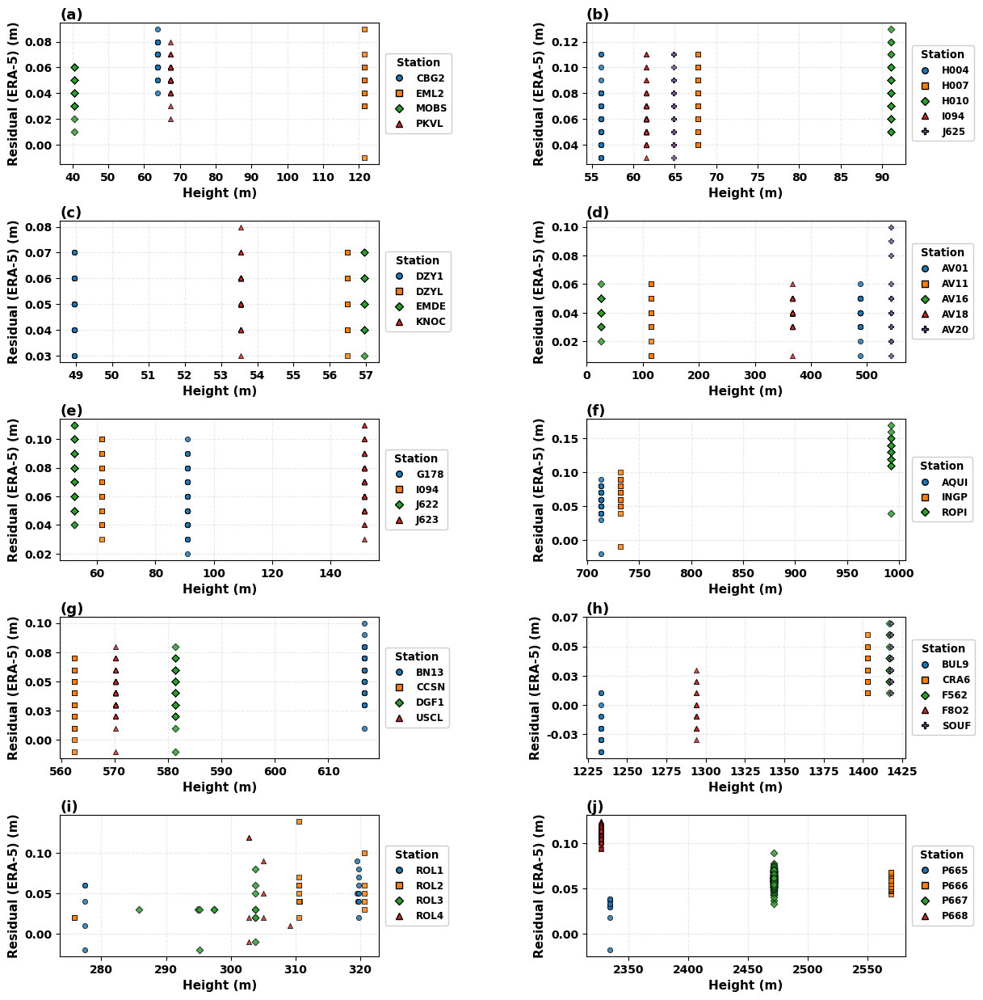 (a)
Residual (ERA-5) (m)
0.08
0.06
0.04
0.02
0.00
40 50 60 70 80 90 100 110 120
Height (m)
Station
CBG2
EML2
MOBS
PKVL
(b)
Residual (ERA-5) (m)
0.12
0.10
0.08
0.06
0.04
55 60 65 70 75 80 85 90
Height (m)
Station
H004
H007
H010
I094
J625
(c)
Residual (ERA-5) (m)
0.08
0.07
0.06
0.05
0.04
0.03
49 50 51 52 53 54 55 56 57
Height (m)
Station
DZY1
DZYL
EMDE
KNOC
(d)
Residual (ERA-5) (m)
0.10
0.08
0.06
0.04
0.02
0 100 200 300 400 500
Height (m)
Station
AV01
AV11
AV16
AV18
AV20
(e)
Residual (ERA-5) (m)
0.10
0.08
0.06
0.04
0.02
60 80 100 120 140
Height (m)
Station
G178
I094
J622
J623
(f)
Residual (ERA-5) (m)
0.15
0.10
0.05
0.00
700 750 800 850 900 950 1000
Height (m)
Station
AQUI
INGP
ROPI
(g)
Residual (ERA-5) (m)
0.10
0.08
0.05
0.03
0.00
560 570 580 590 600 610
Height (m)
Station
BN13
CCSN
DGF1
USCL
(h)
Residual (ERA-5) (m)
0.07
0.05
0.03
0.00
-0.03
1225 1250 1275 1300 1325 1350 1375 1400 1425
Height (m)
Station
BUL9
CRA6
F562
F8O2
SOUF
(i)
Residual (ERA-5) (m)
0.10
0.05
0.00
280 290 300 310 320
Height (m)
Station
ROL1
ROL2
ROL3
ROL4
(j)
Residual (ERA-5) (m)
0.10
0.05
0.00
2350 2400 2450 2500 2550
Height (m)
Station
P665
P666
P667
P668